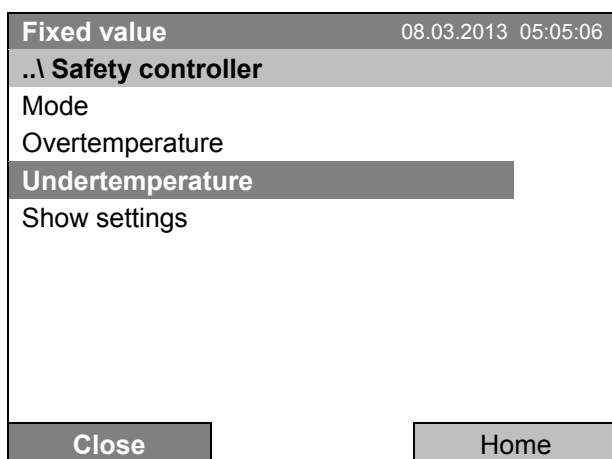 Fixed value 08.03.2013 05:05:06
..\ Safety controller
Mode
Overtemperature
Undertemperature
Show settings
Close Home